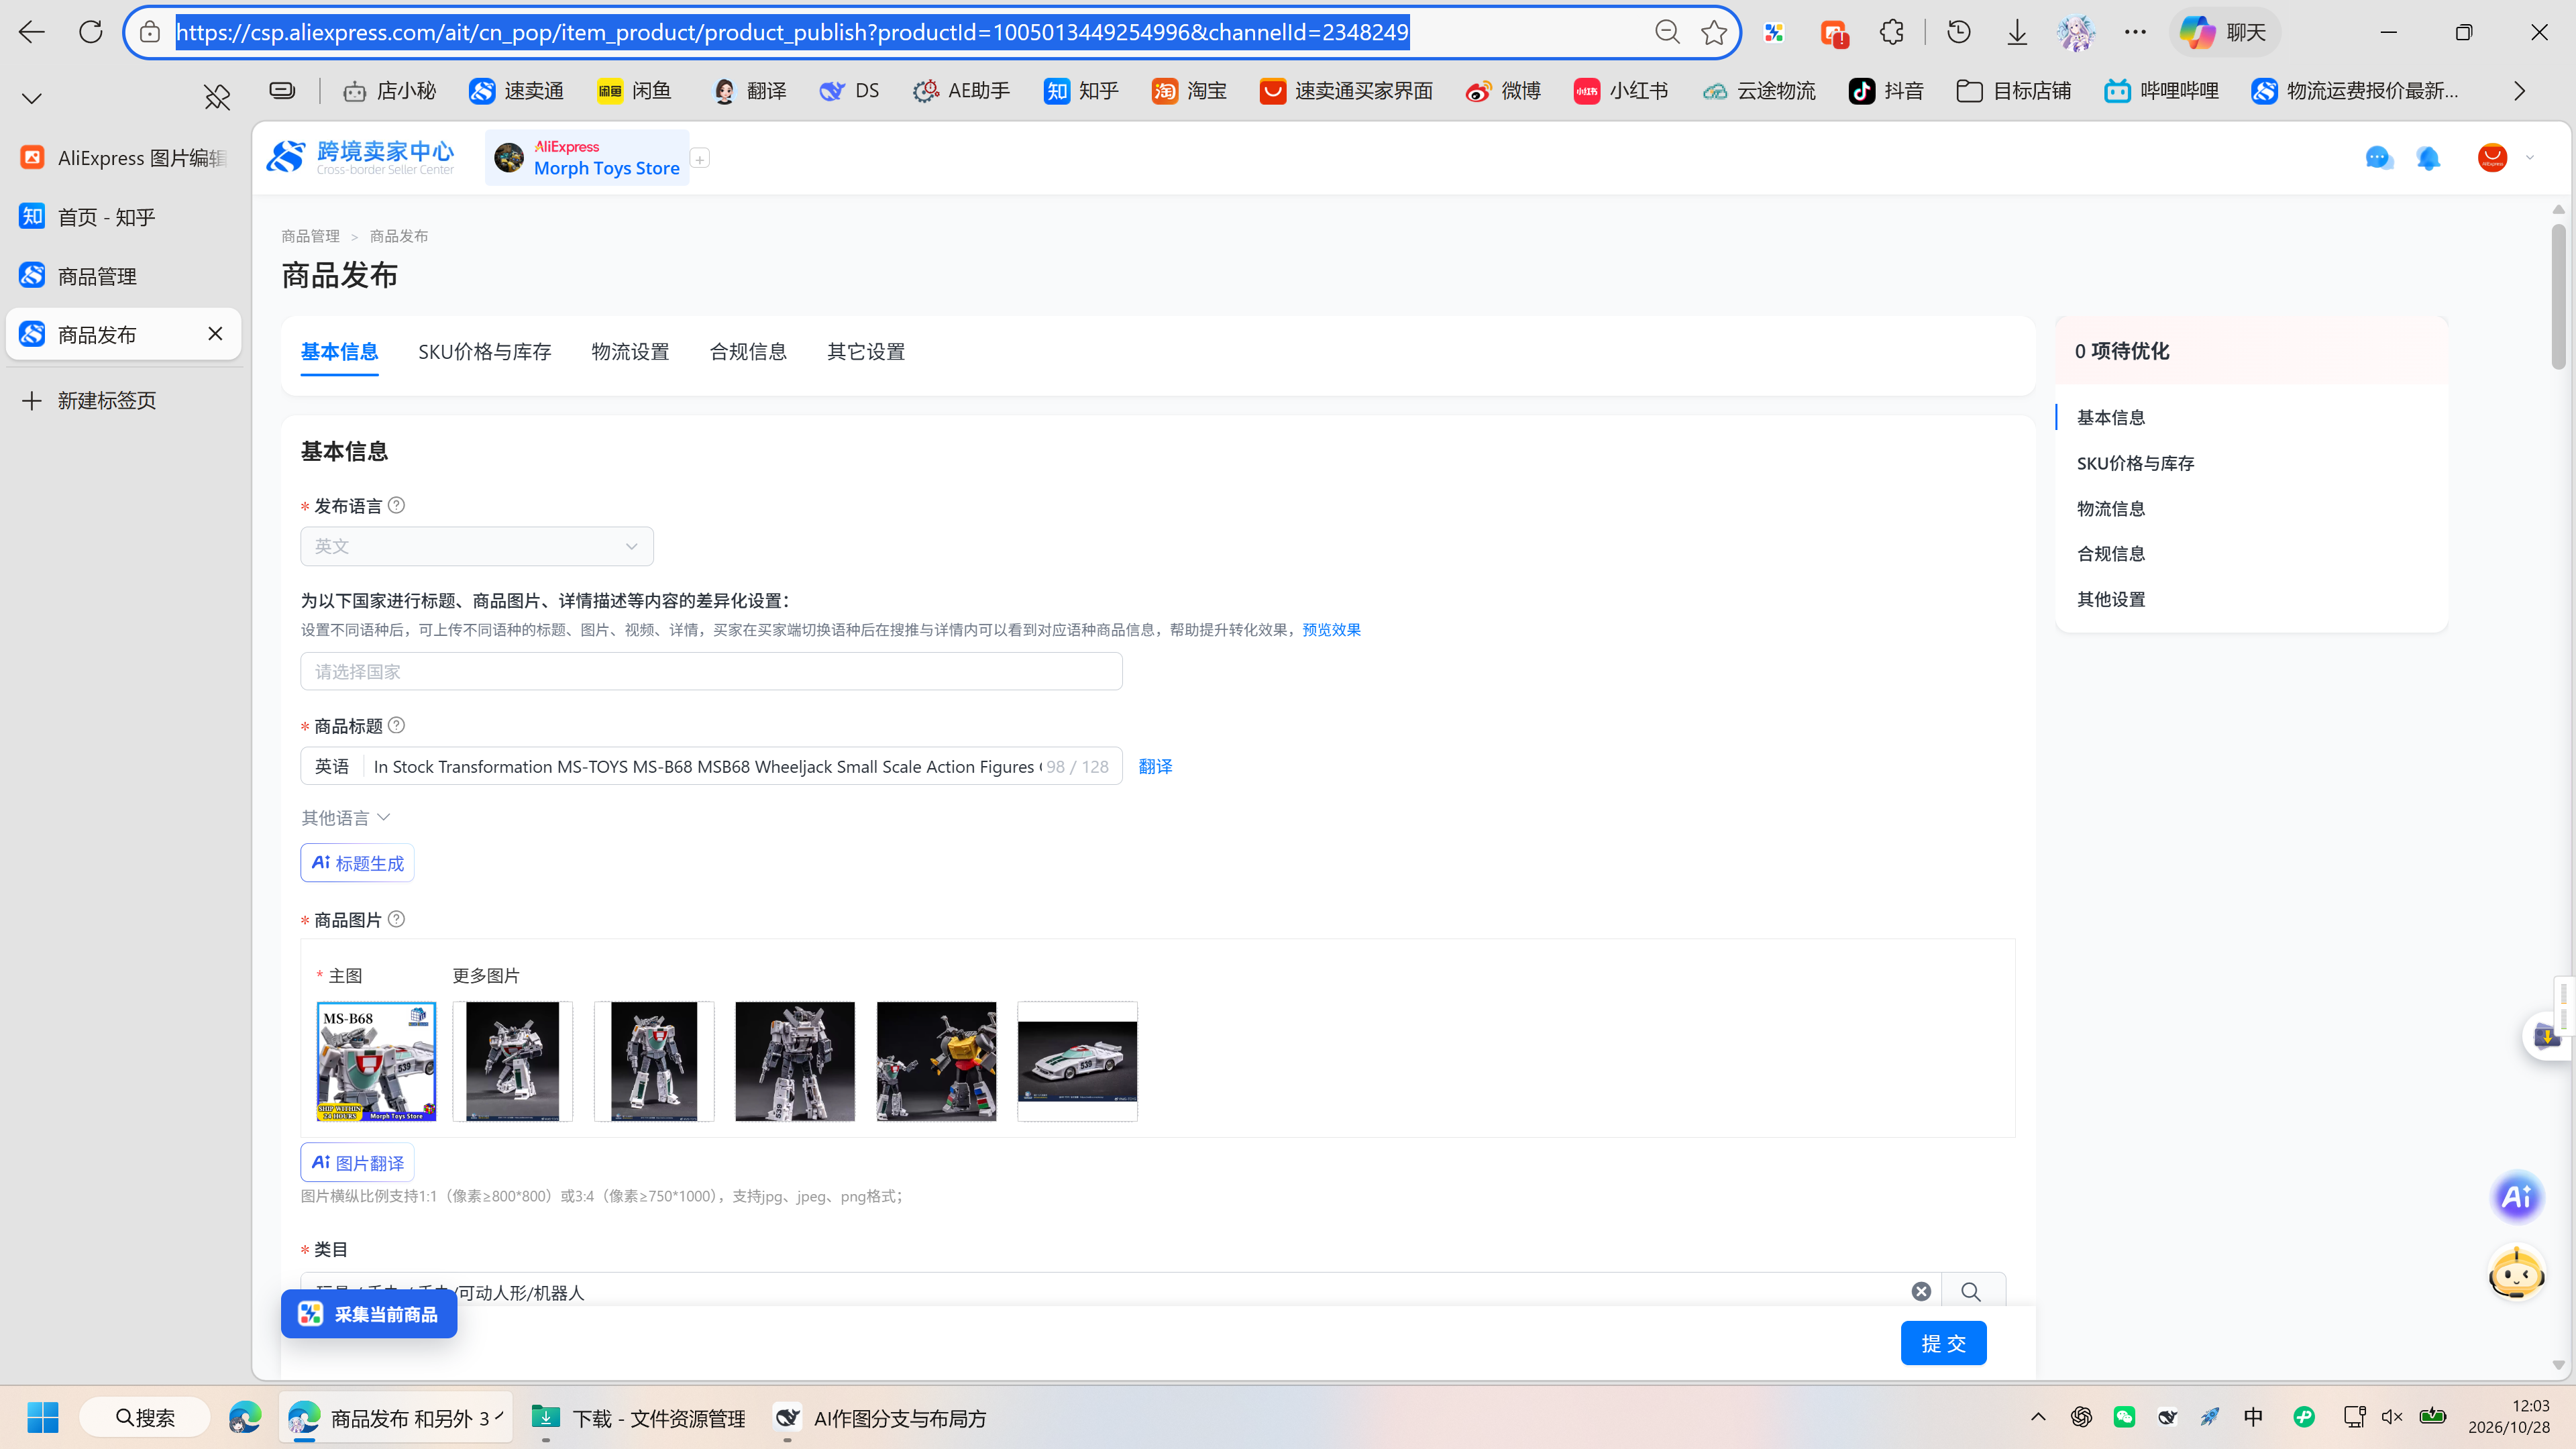 https://csp.aliexpress.com/ait/cn_pop/item_product/product_publish?productId=1005013449254996&channelId=2348249
聊天
店小秘
速卖通
闲鱼
翻译
DS
AE助手
知乎
淘宝
速卖通买家界面
微博
小红书
云途物流
抖音
目标店铺
哔哩哔哩
物流运费报价最新...
AliExpress 图片编辑
首页 - 知乎
商品管理
商品发布
新建标签页
跨境卖家中心
Cross-border Seller Center
AliExpress
Morph Toys Store
商品管理 > 商品发布
商品发布
基本信息
SKU价格与库存
物流设置
合规信息
其它设置
0 项待优化
基本信息
SKU价格与库存
物流信息
合规信息
其他设置
基本信息
* 发布语言
英文
为以下国家进行标题、商品图片、详情描述等内容的差异化设置：
设置不同语种后，可上传不同语种的标题、图片、视频、详情，买家在买家端切换语种后在搜推与详情内可以看到对应语种商品信息，帮助提升转化效果，预览效果
请选择国家
* 商品标题
英语 In Stock Transformation MS-TOYS MS-B68 MSB68 Wheeljack Small Scale Action Figures 98 / 128 翻译
其他语言
Ai 标题生成
* 商品图片
* 主图
更多图片
MS-B68
539
SHIP WITHIN
24 HOURS
Morph Toys Store
539
Ai 图片翻译
图片横纵比例支持1:1（像素≥800*800）或3:4（像素≥750*1000），支持jpg、jpeg、png格式；
* 类目
/可动人形/机器人
采集当前商品
提 交
Ai
搜索
商品发布 和另外 3
下载 - 文件资源管理
AI作图分支与布局方
中
12:03
2026/10/28